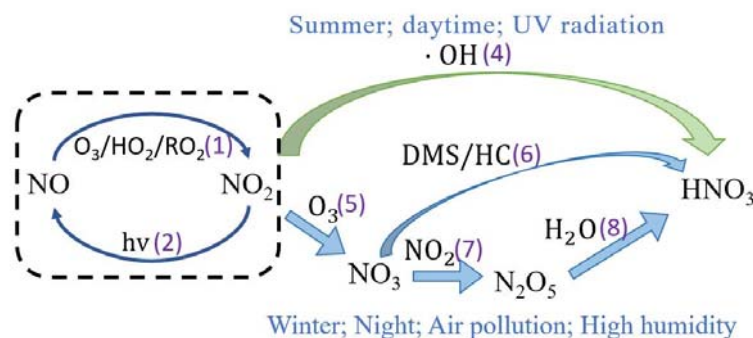 Summer; daytime; UV radiation
· OH (4)
O₃/HO₂/RO₂(1)
DMS/HC(6)
NO
NO₂
HNO₃
O₃(5)
H₂O(8)
hν(2)
NO₂(7)
NO₃
N₂O₅
Winter; Night; Air pollution; High humidity